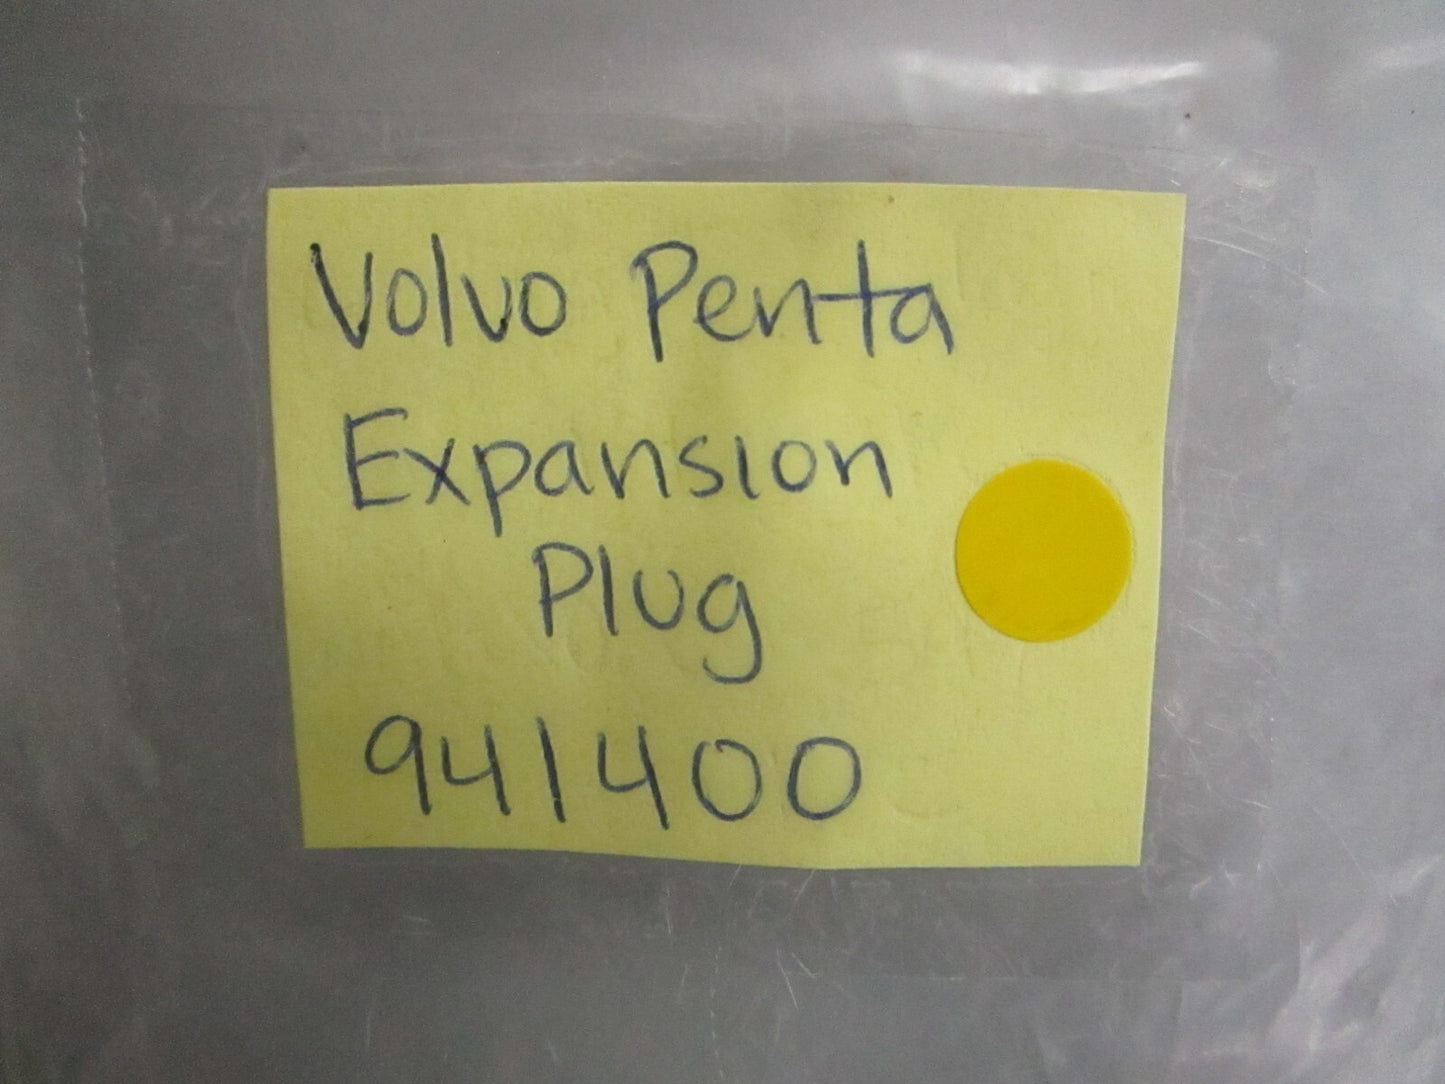 Volvo Penta
Expansion
Plug
941400